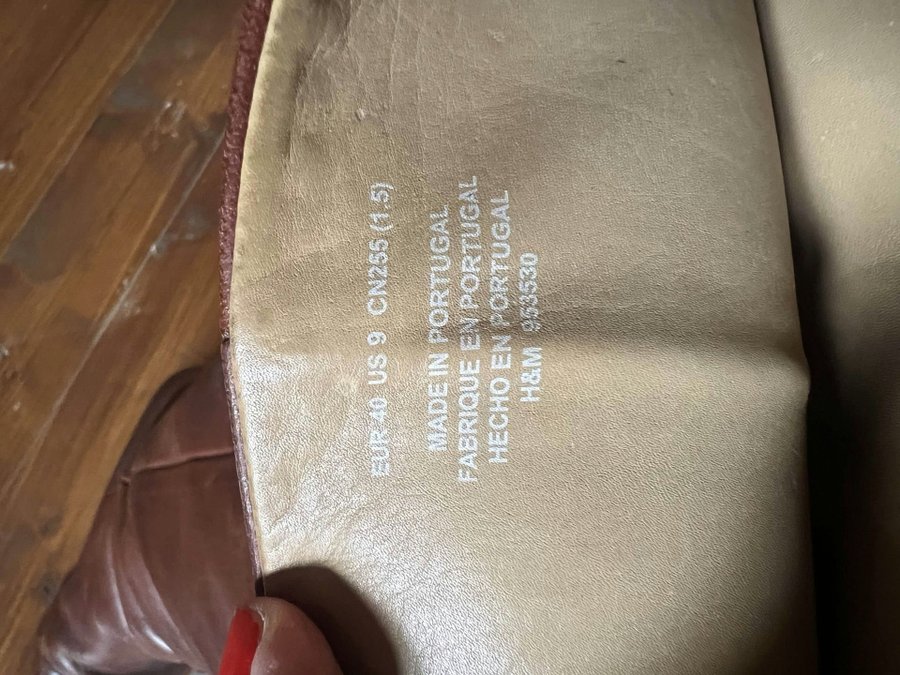 EUR 40 US 9 CN255 (1.5)
MADE IN PORTUGAL
FABRIQUE EN PORTUGAL
HECHO EN PORTUGAL
H&M 953530